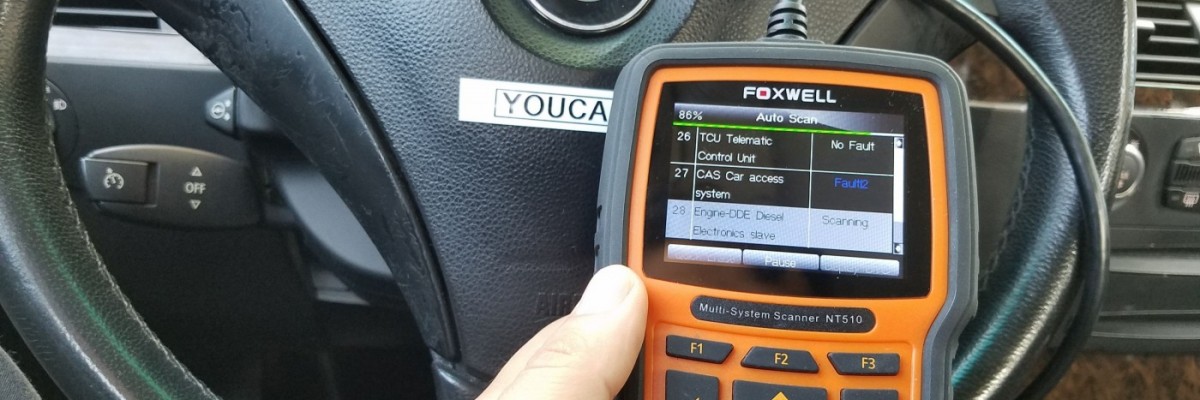 YOUCA
FOXWELL
86% Auto Scan
26 TCU Telematic No Fault
Control Unit
27 CAS Car access Fault12
system
28 Engine-DDE Diesel Scanning
Electronics slave
Pause
Multi-System Scanner NT510
F1 F2 F3
OFF